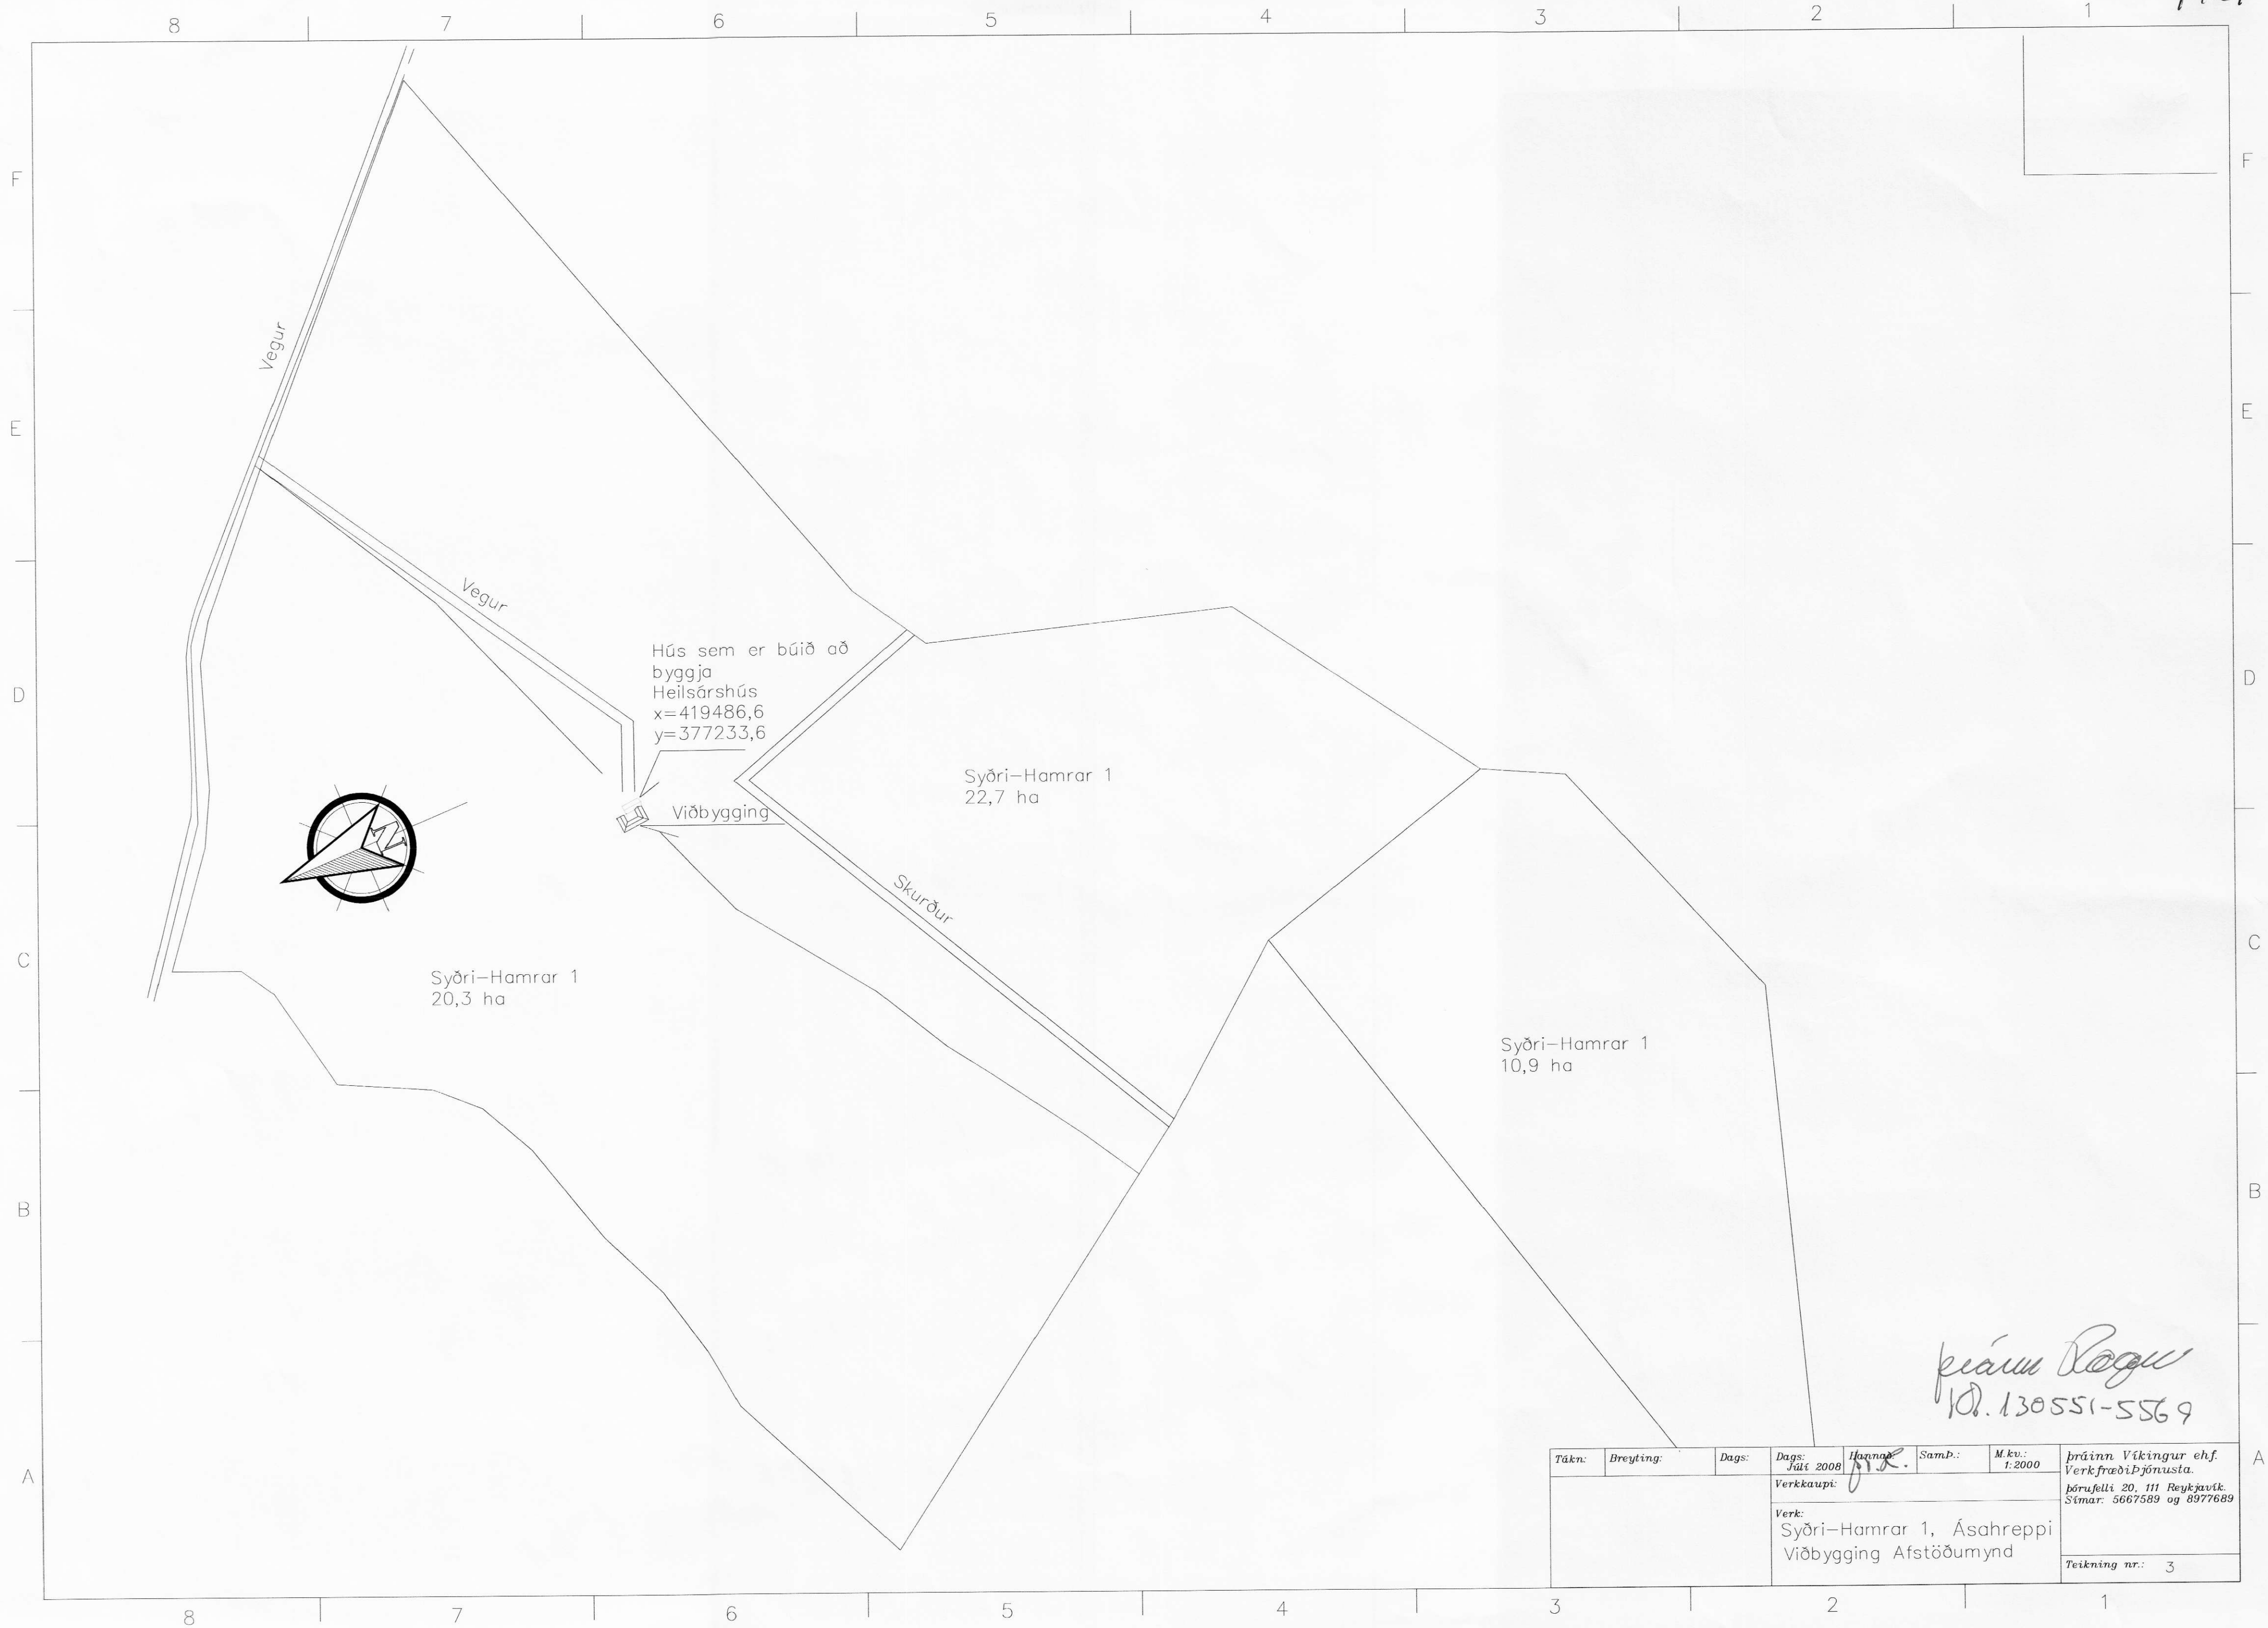 8 7 6 5 4 3 2 1
F F
Vegur
E E
Vegur
Hús sem er búið að
byggja
Heilsárshús
x=419486,6
y=377233,6
D D
Syðri-Hamrar 1
22,7 ha
Viðbygging
N
Skurður
C C
Syðri-Hamrar 1
20,3 ha
Syðri-Hamrar 1
10,9 ha
B B
Kt. 130551-5569
A A
Tákn: Breyting: Dags: Dags: Hannað: SamÞ.: M.kv.:
Júlí 2008 1:2000
Verkkaupi:
Verk:
Syðri-Hamrar 1, Ásahreppi
Viðbygging Afstöðumynd
Þráinn Víkingur ehf.
VerkfræðiÞjónusta.
Þórufelli 20, 111 Reykjavík.
Símar: 5667589 og 8977689
Teikning nr.: 3
8 7 6 5 4 3 2 1